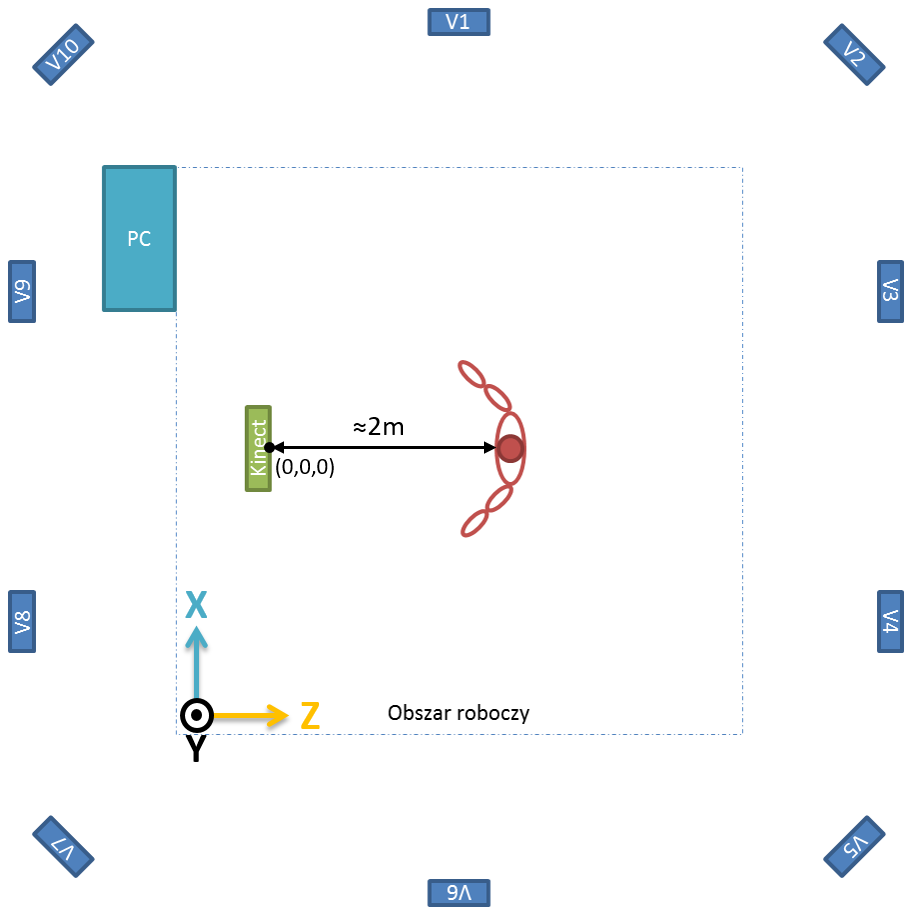 V1
V10
V2
PC
V9
V3
≈2m
Kinect
(0,0,0)
X
V8
V4
Z
Obszar roboczy
Y
V7
V5
V6